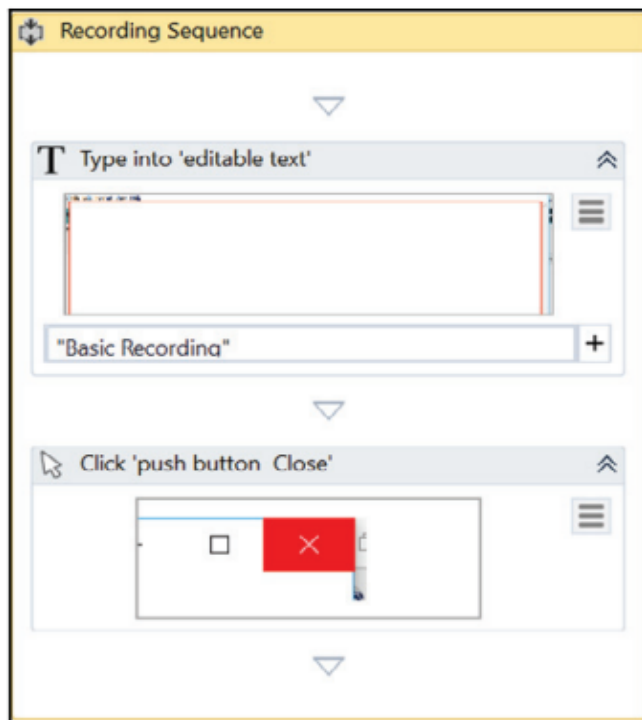 Recording Sequence
T Type into 'editable text'
"Basic Recording"
+
Click 'push button Close'